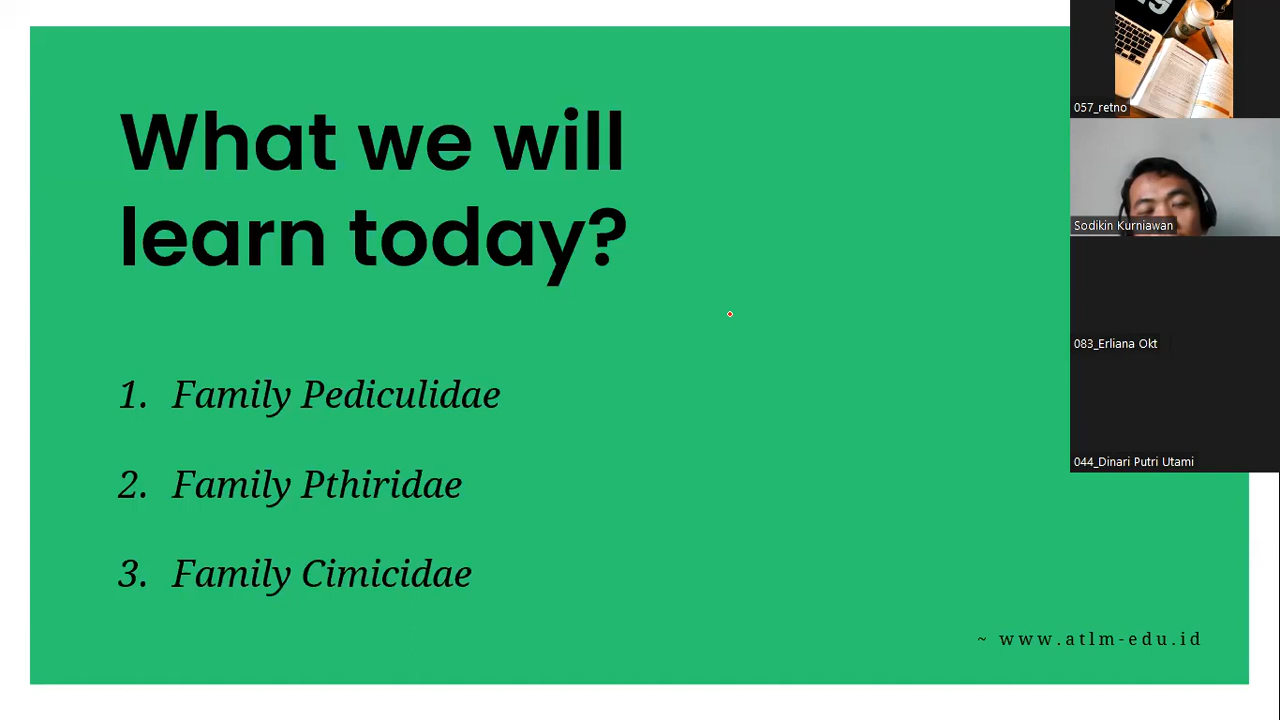 What we will
learn today?
1. Family Pediculidae
2. Family Pthiridae
3. Family Cimicidae
~ www.atlm-edu.id
057_retno
Sodikin Kurniawan
083_Erliana Okt
044_Dinari Putri Utami